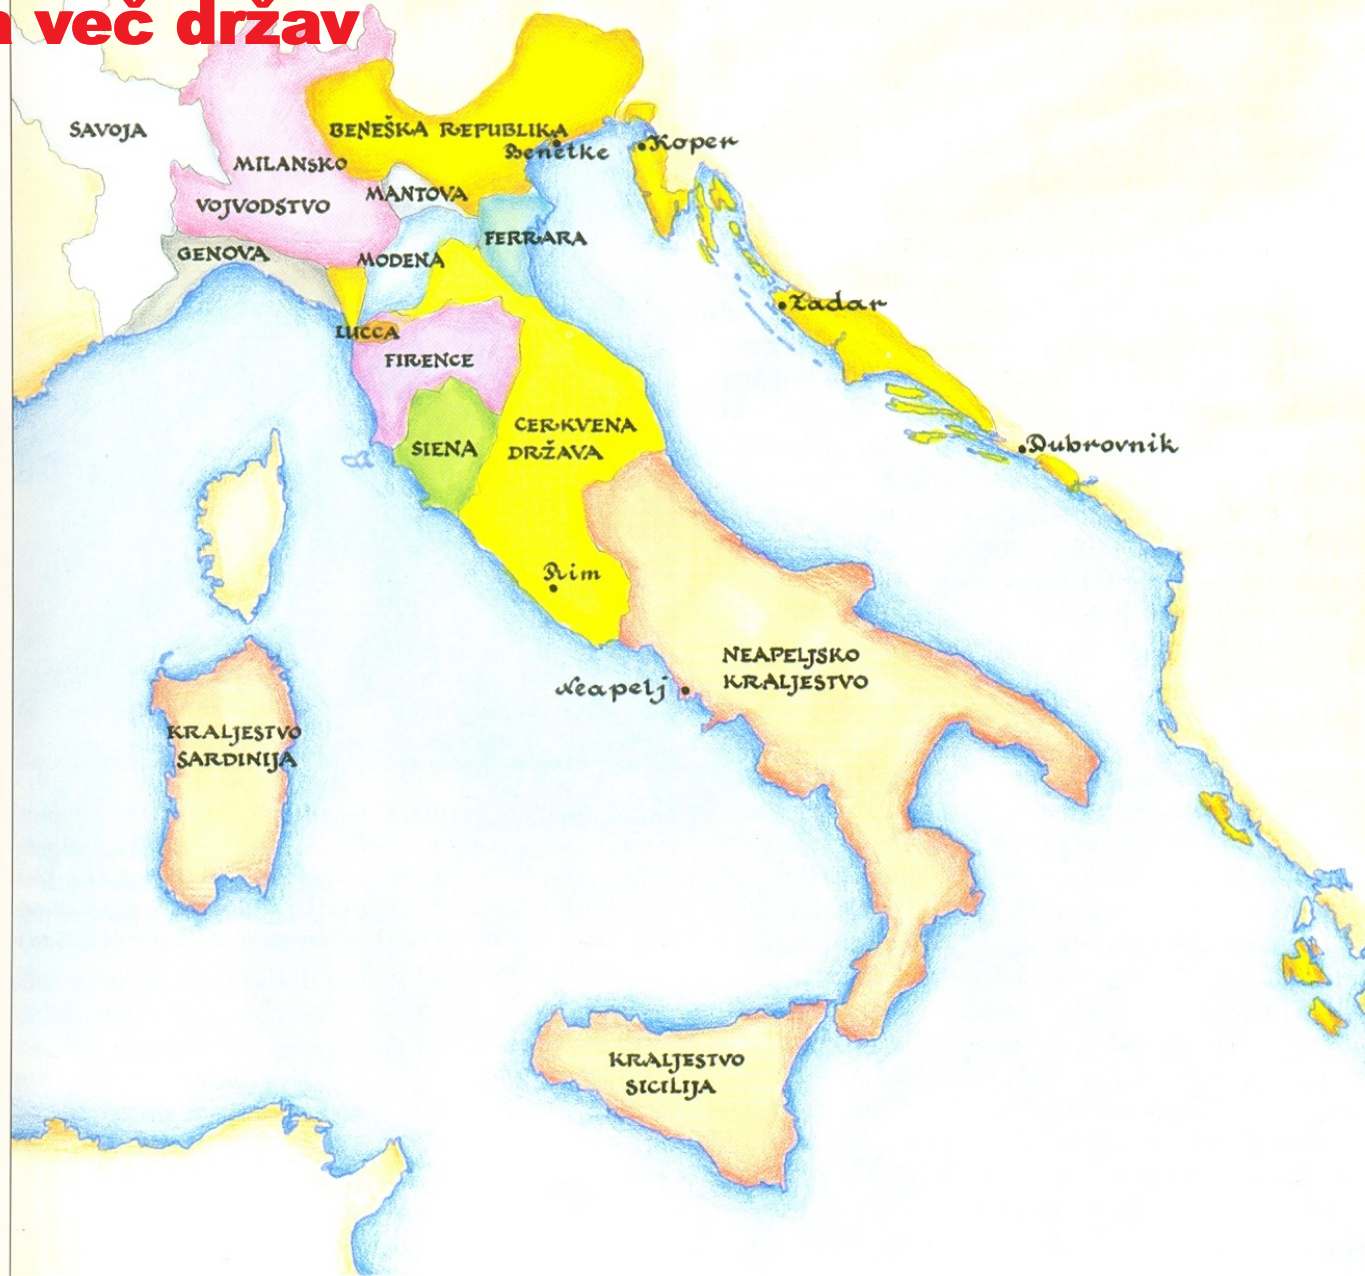 več držav
SAVOJA
BENEŠKA REPUBLIKA
Benetke
Koper
MILANSKO
VOJVODSTVO
MANTOVA
GENOVA
MODENA
FERRARA
Zadar
LUCCA
FIRENCE
CERKVENA
DRŽAVA
SIENA
Dubrovnik
Rim
NEAPELJSKO
KRALJESTVO
Neapelj
KRALJESTVO
SARDINIJA
KRALJESTVO
SICILIJA